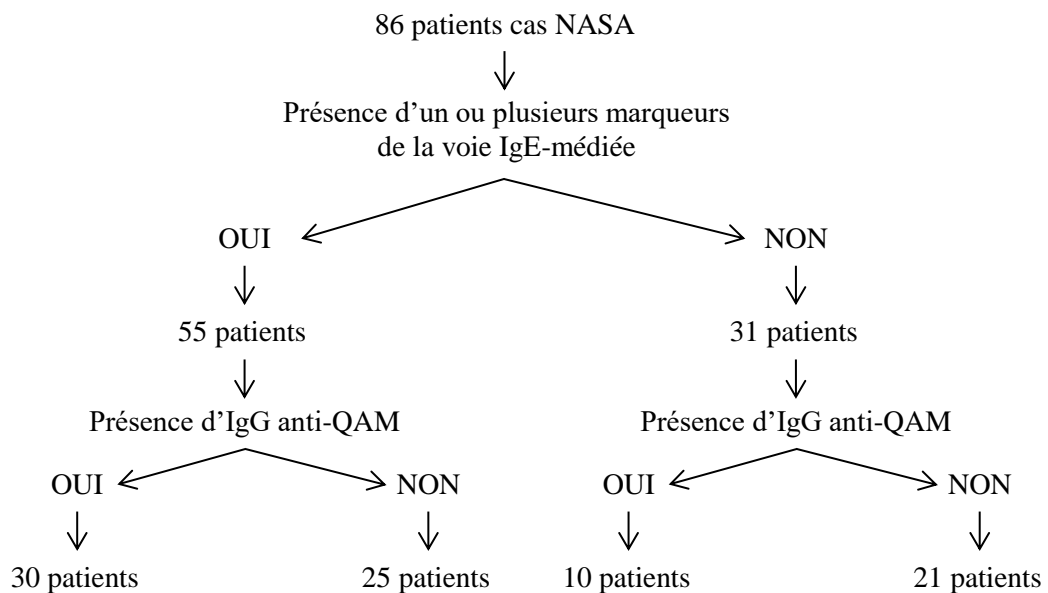 86 patients cas NASA
Présence d’un ou plusieurs marqueurs
de la voie IgE-médiée
OUI
NON
55 patients
31 patients
Présence d’IgG anti-QAM
Présence d’IgG anti-QAM
OUI
NON
OUI
NON
30 patients
25 patients
10 patients
21 patients